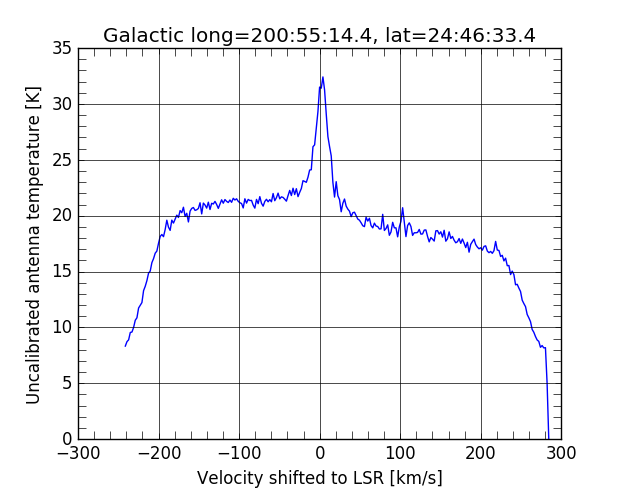 Galactic long=200:55:14.4, lat=24:46:33.4
Uncalibrated antenna temperature [K]
35
30
25
20
15
10
5
0
−300 −200 −100 0 100 200 300
Velocity shifted to LSR [km/s]